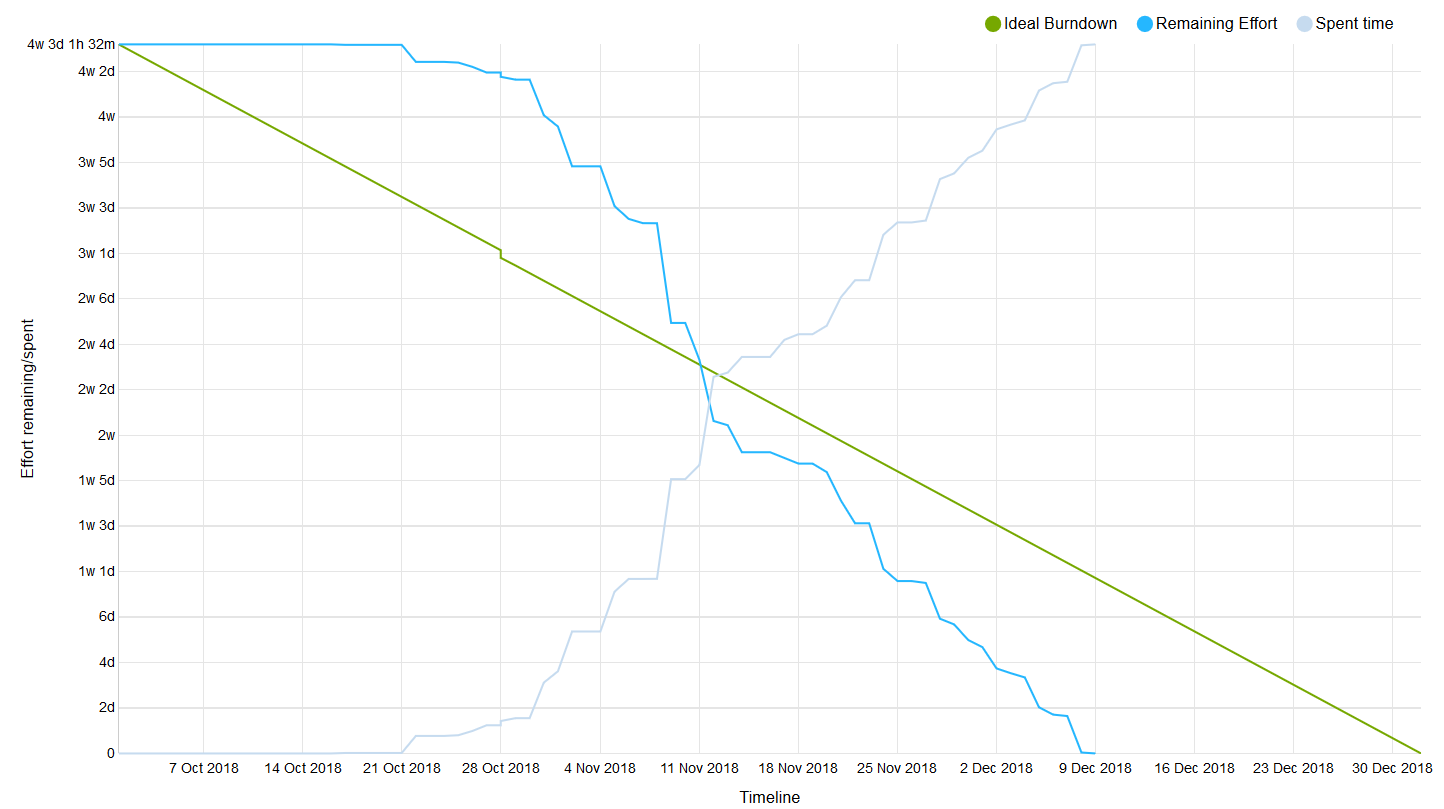 Ideal Burndown Remaining Effort Spent time
4w 3d 1h 32m
4w 2d
4w
3w 5d
3w 3d
3w 1d
2w 6d
2w 4d
2w 2d
2w
1w 5d
1w 3d
1w 1d
6d
4d
2d
0
Effort remaining/spent
7 Oct 2018 14 Oct 2018 21 Oct 2018 28 Oct 2018 4 Nov 2018 11 Nov 2018 18 Nov 2018 25 Nov 2018 2 Dec 2018 9 Dec 2018 16 Dec 2018 23 Dec 2018 30 Dec 2018
Timeline